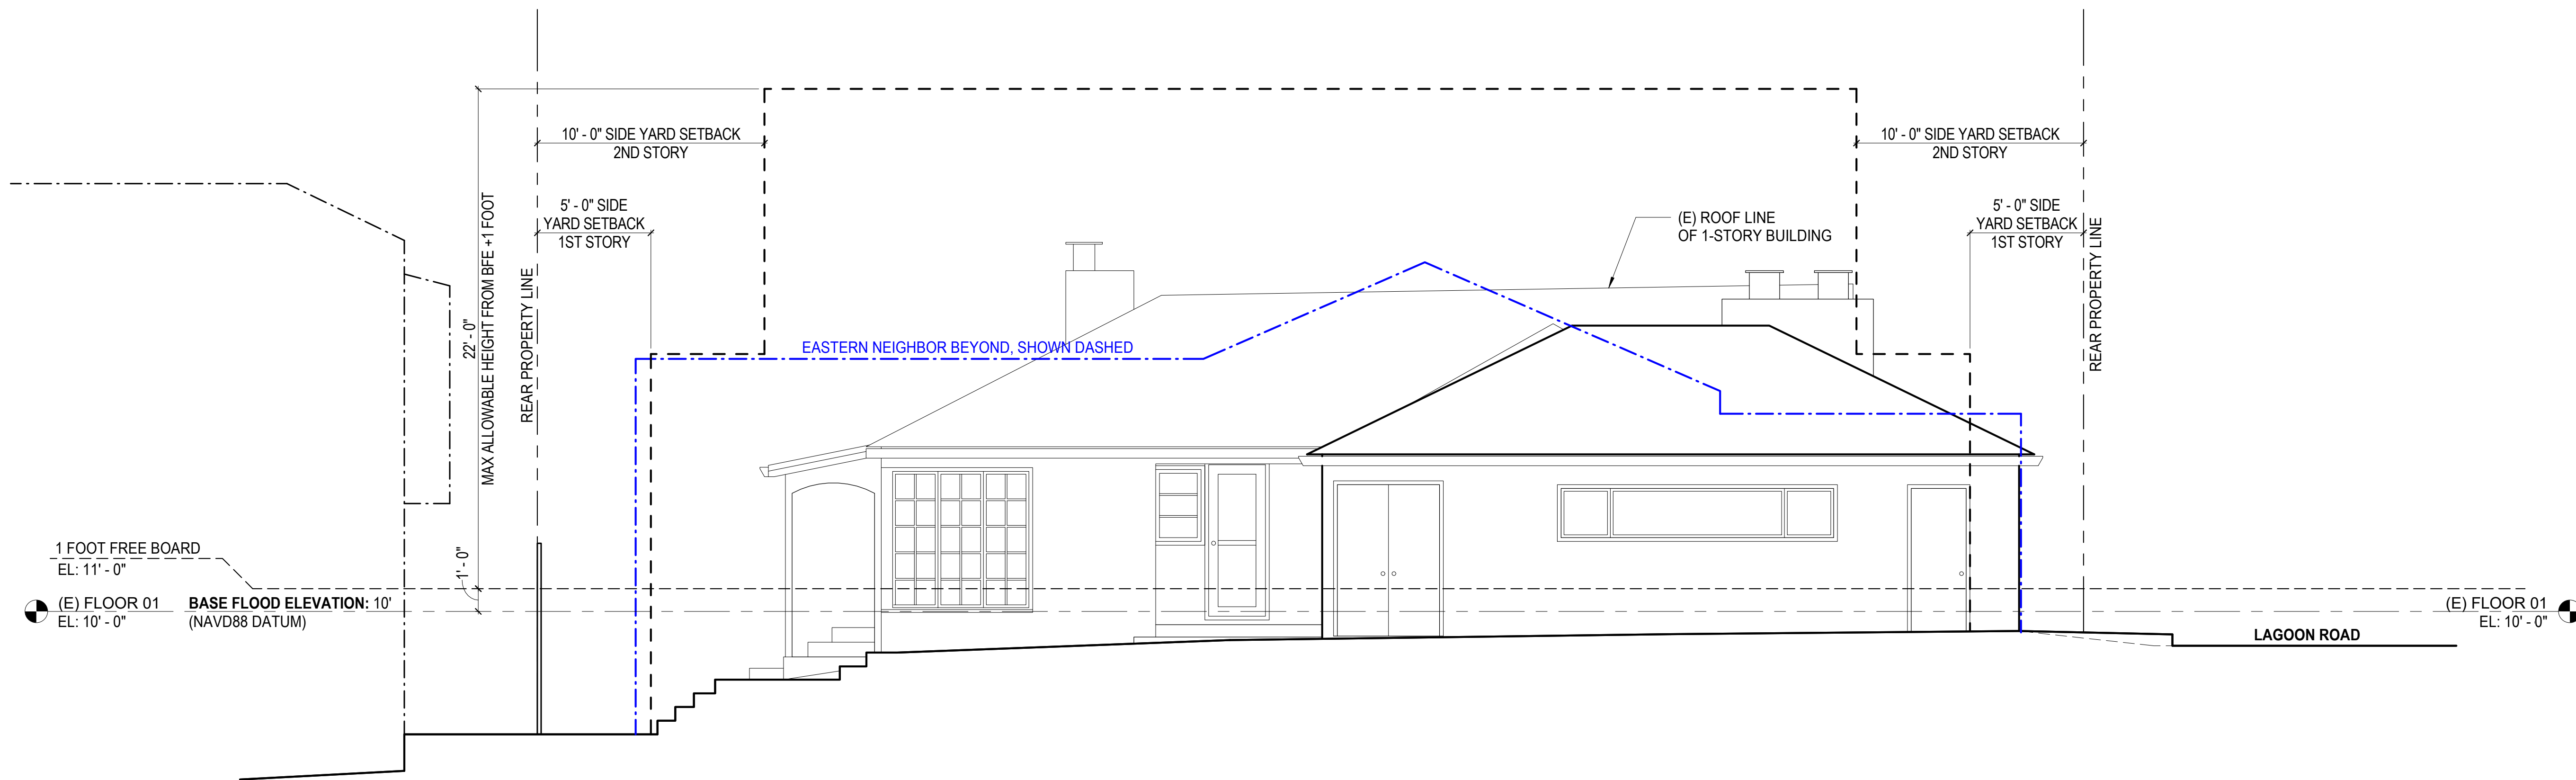 10' - 0" SIDE YARD SETBACK
2ND STORY
10' - 0" SIDE YARD SETBACK
2ND STORY
5' - 0" SIDE
YARD SETBACK
1ST STORY
5' - 0" SIDE
YARD SETBACK
1ST STORY
22' - 0"
MAX ALLOWABLE HEIGHT FROM BFE +1 FOOT
REAR PROPERTY LINE
REAR PROPERTY LINE
(E) ROOF LINE
OF 1-STORY BUILDING
EASTERN NEIGHBOR BEYOND, SHOWN DASHED
1 FOOT FREE BOARD
EL: 11' - 0"
1' - 0"
(E) FLOOR 01
EL: 10' - 0"
BASE FLOOD ELEVATION: 10'
(NAVD88 DATUM)
(E) FLOOR 01
EL: 10' - 0"
LAGOON ROAD